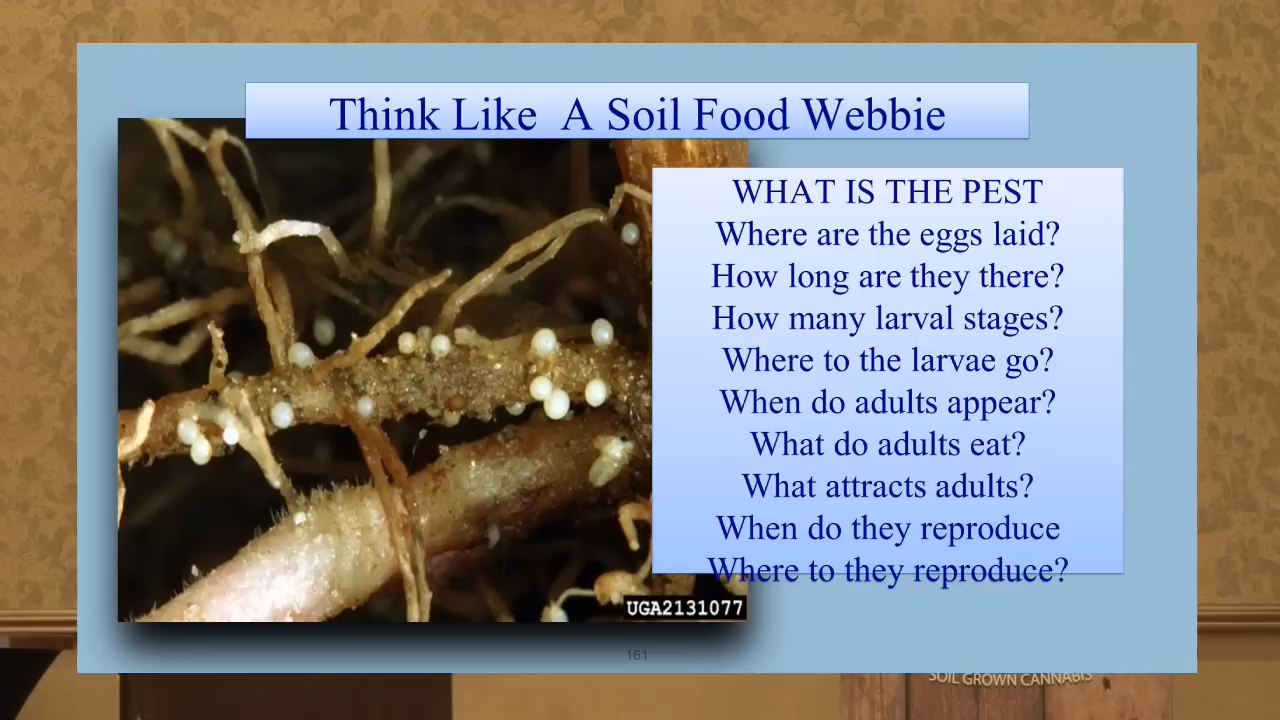 Think Like A Soil Food Webbie
WHAT IS THE PEST
Where are the eggs laid?
How long are they there?
How many larval stages?
Where to the larvae go?
When do adults appear?
What do adults eat?
What attracts adults?
When do they reproduce
Where to they reproduce?
UGA2131077
161
SOIL GROWN CANNABIS